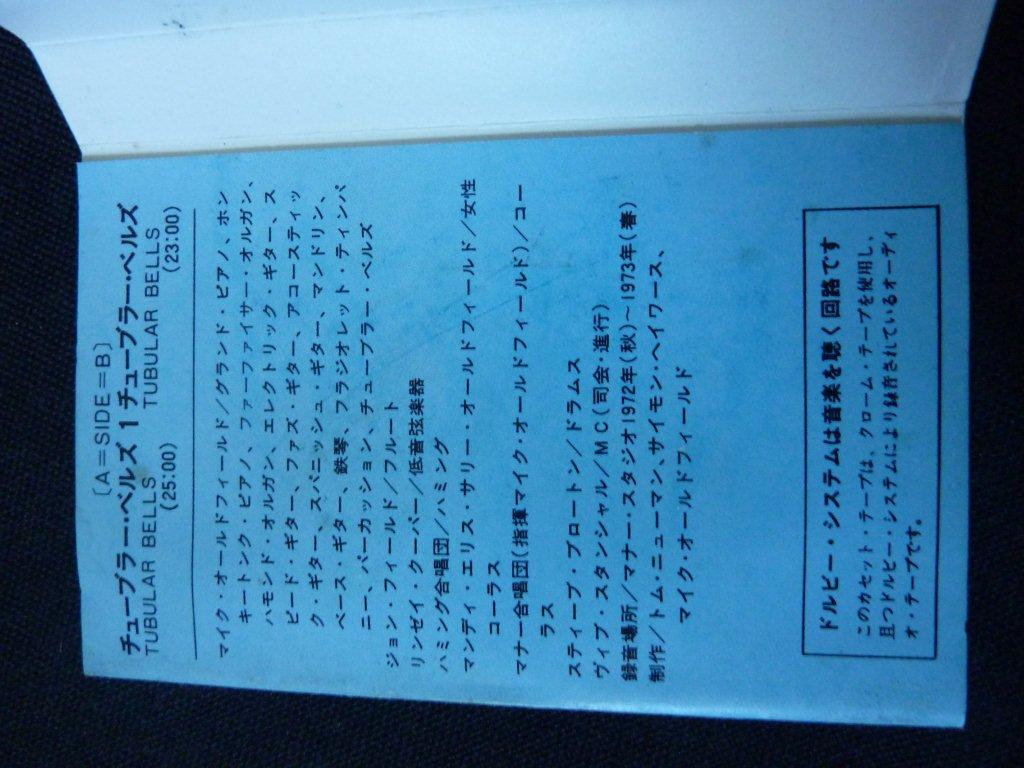 〔A=SIDE=B〕
チューブラー・ベルズ 1 チューブラー・ベルズ
TUBULAR BELLS TUBULAR BELLS
(25:00) (23:00)
マイク・オールドフィールド/グランド・ピアノ、ホン
キートンク・ピアノ、ファーファイサー・オルガン、
ハモンド・オルガン、エレクトリック・ギター、ス
ピード・ギター、ファズ・ギター、アコースティッ
ク・ギター、スパニッシュ・ギター、マンドリン、
ベース・ギター、鉄琴、フラジオレット・ティンパ
ニー、パーカッション、チューブラー・ベルズ
ジョン・フィールド/フルート
リンゼイ・クーパー/低音弦楽器
ハミング合唱団/ハミング
マンディ・エリス・サリー・オールドフィールド/女性
コーラス
マナー合唱団(指揮マイク・オールドフィールド)/コー
ラス
スティーブ・ブロートン/ドラムス
ヴィブ・スタンシャル/MC(司会・進行)
録音場所/マナー・スタジオ1972年(秋)〜1973年(春)
制作/トム・ニューマン、サイモン・ヘイワース、
マイク・オールドフィールド
ドルビー・システムは音楽を聴く回路です
このカセット・テープは、クローム・テープを使用し、
且つドルビー・システムにより録音されているオーディ
オ・テープです。